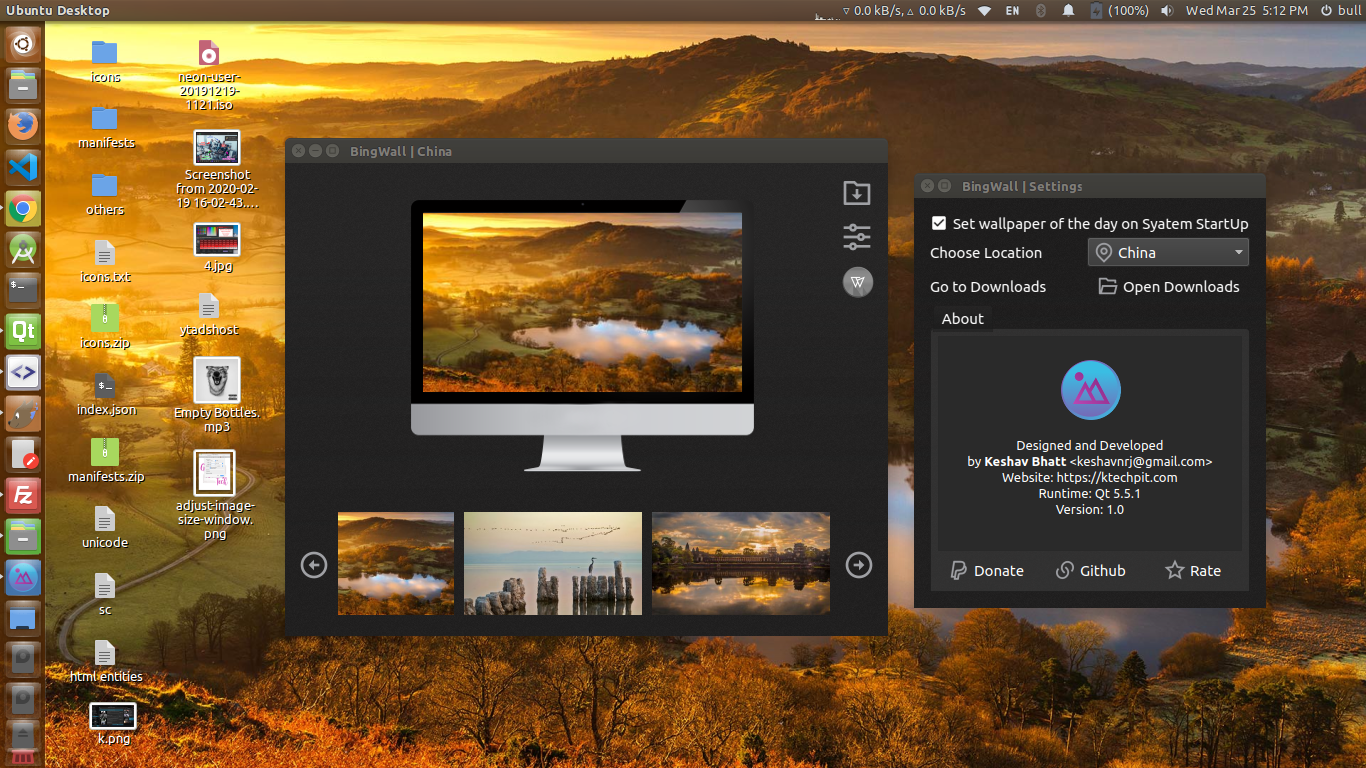 Ubuntu Desktop
▿ 0.0 kB/s, ▵ 0.0 kB/s EN (100%) Wed Mar 25 5:12 PM bull
icons
manifests
others
icons.txt
icons.zip
index.json
manifests.zip
unicode
sc
html entities
k.png
neon-user-
20191219-
1121.iso
Screenshot
from 2020-02-
19 16-02-43....
4.jpg
ytadshost
Empty Bottles.
mp3
adjust-image-
size-window.
png
BingWall | China
BingWall | Settings
Set wallpaper of the day on Syatem StartUp
Choose Location China
Go to Downloads Open Downloads
About
Designed and Developed
by Keshav Bhatt <keshavnrj@gmail.com>
Website: https://ktechpit.com
Runtime: Qt 5.5.1
Version: 1.0
Donate Github Rate
Qt